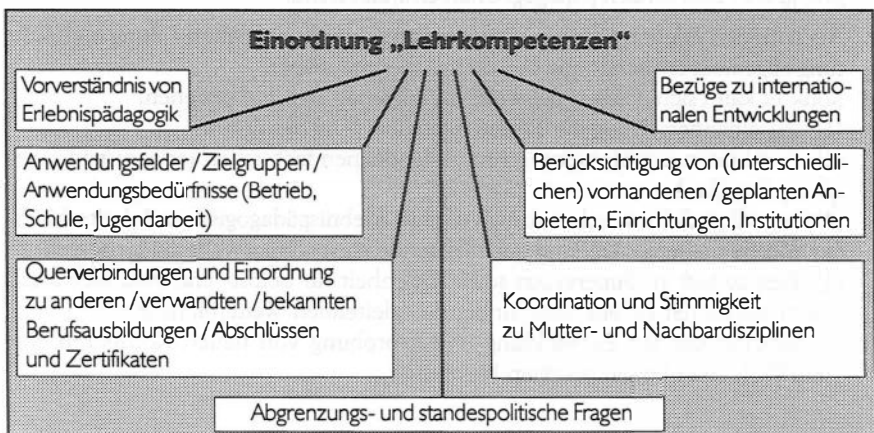 Einordnung „Lehrkompetenzen“
Vorverständnis von
Erlebnispädagogik
Bezüge zu internatio-
nalen Entwicklungen
Anwendungsfelder / Zielgruppen /
Anwendungsbedürfnisse (Betrieb,
Schule, Jugendarbeit)
Berücksichtigung von (unterschiedli-
chen) vorhandenen / geplanten An-
bietern, Einrichtungen, Institutionen
Querverbindungen und Einordnung
zu anderen / verwandten / bekannten
Berufsausbildungen / Abschlüssen
und Zertifikaten
Koordination und Stimmigkeit
zu Mutter- und Nachbardisziplinen
Abgrenzungs- und standespolitische Fragen